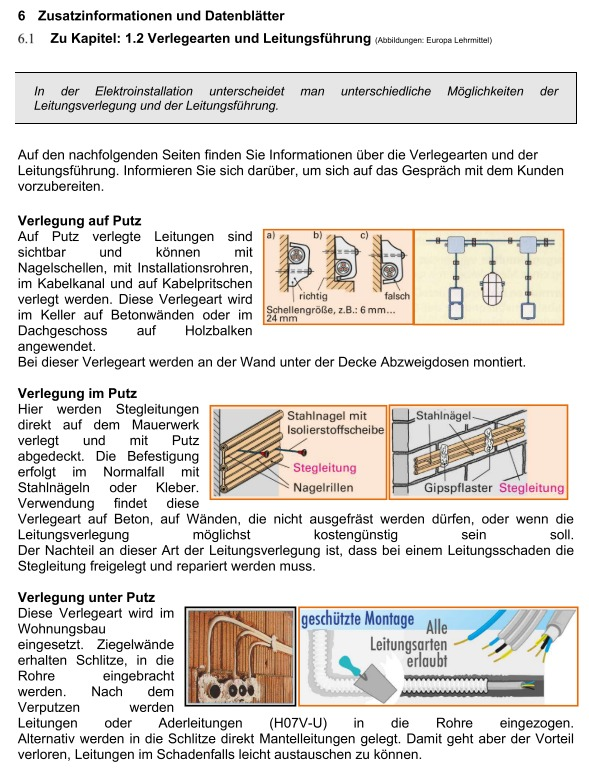 6 Zusatzinformationen und Datenblätter
6.1 Zu Kapitel: 1.2 Verlegearten und Leitungsführung (Abbildungen: Europa Lehrmittel)
In der Elektroinstallation unterscheidet man unterschiedliche Möglichkeiten der
Leitungsverlegung und der Leitungsführung.
Auf den nachfolgenden Seiten finden Sie Informationen über die Verlegearten und der
Leitungsführung. Informieren Sie sich darüber, um sich auf das Gespräch mit dem Kunden
vorzubereiten.
Verlegung auf Putz
Auf Putz verlegte Leitungen sind
sichtbar und können mit
Nagelschellen, mit Installationsrohren,
im Kabelkanal und auf Kabelpritschen
verlegt werden. Diese Verlegeart wird
im Keller auf Betonwänden oder im
Dachgeschoss auf Holzbalken
angewendet.
a) b) c)
richtig falsch
Schellengröße, z.B.: 6 mm...
24 mm
Bei dieser Verlegeart werden an der Wand unter der Decke Abzweigdosen montiert.
Verlegung im Putz
Hier werden Stegleitungen
direkt auf dem Mauerwerk
verlegt und mit Putz
abgedeckt. Die Befestigung
erfolgt im Normalfall mit
Stahlnägeln oder Kleber.
Verwendung findet diese
Stahlnagel mit
Isolierstoffscheibe
Stegleitung
Nagelrillen
Stahlnägel
Gipspflaster Stegleitung
Verlegeart auf Beton, auf Wänden, die nicht ausgefräst werden dürfen, oder wenn die
Leitungsverlegung möglichst kostengünstig sein soll.
Der Nachteil an dieser Art der Leitungsverlegung ist, dass bei einem Leitungsschaden die
Stegleitung freigelegt und repariert werden muss.
Verlegung unter Putz
Diese Verlegeart wird im
Wohnungsbau
eingesetzt. Ziegelwände
erhalten Schlitze, in die
Rohre eingebracht
werden. Nach dem
Verputzen werden
geschützte Montage
Alle
Leitungsarten
erlaubt
Leitungen oder Aderleitungen (H07V-U) in die Rohre eingezogen.
Alternativ werden in die Schlitze direkt Mantelleitungen gelegt. Damit geht aber der Vorteil
verloren, Leitungen im Schadenfalls leicht austauschen zu können.